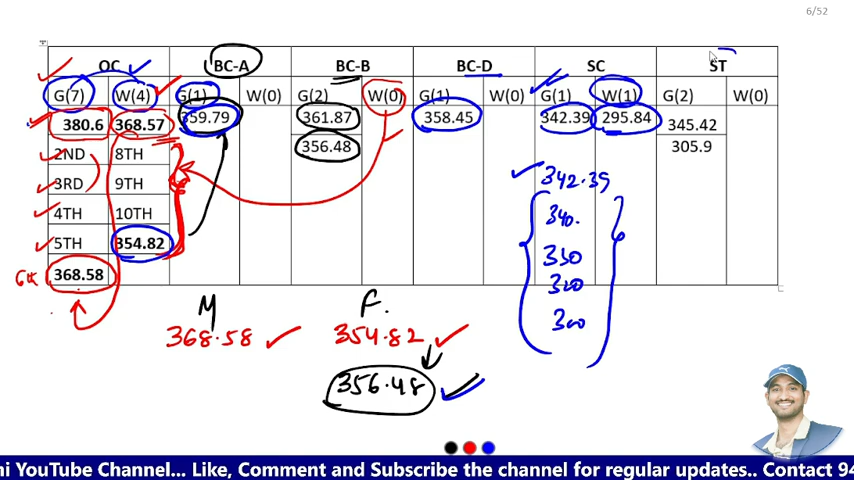 6/52
OC BC-A BC-B BC-D SC ST
G(7) W(4) G(1) W(0) G(2) W(0) G(1) W(0) G(1) W(1) G(2) W(0)
380.6 368.57 359.79 361.87 358.45 342.39 295.84 345.42
2ND 8TH 356.48 305.9
3RD 9TH 342.39
4TH 10TH 340.
5TH 354.82 330
6th 368.58 320
300
M F.
368.58 354.82
356.48
ni YouTube Channel... Like, Comment and Subscribe the channel for regular updates.. Contact 94